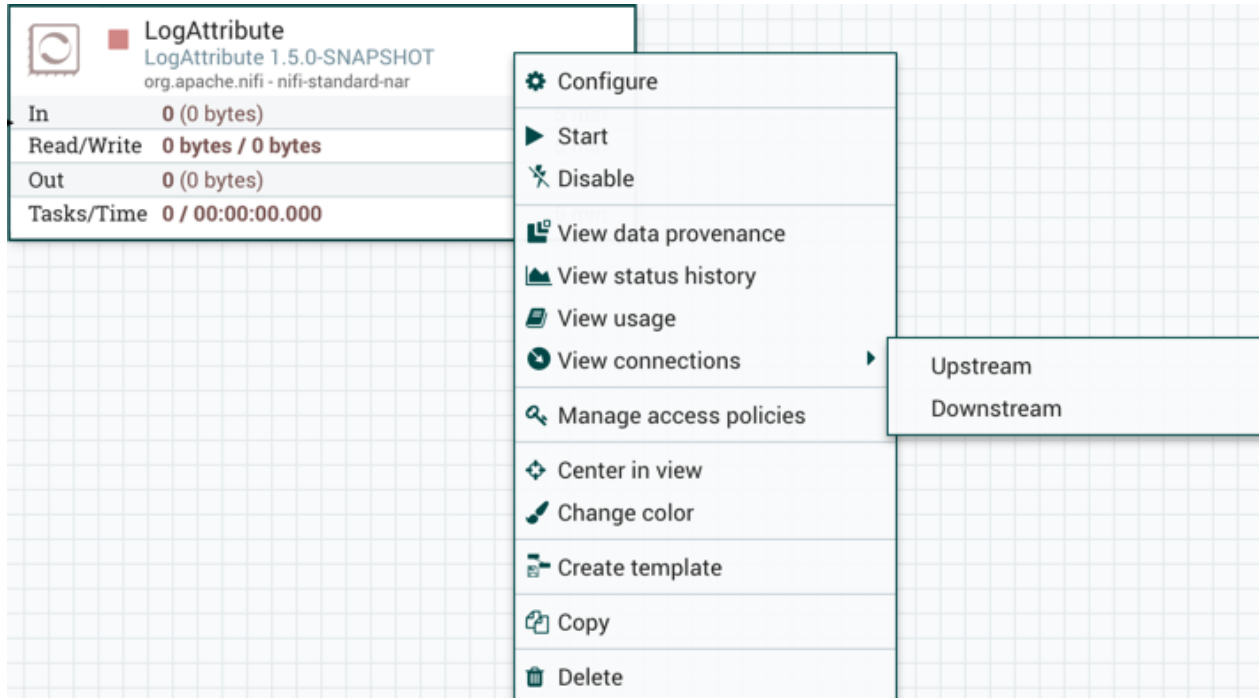 LogAttribute
LogAttribute 1.5.0-SNAPSHOT
org.apache.nifi - nifi-standard-nar
In 0 (0 bytes)
Read/Write 0 bytes / 0 bytes
Out 0 (0 bytes)
Tasks/Time 0 / 00:00:00.000
Configure
Start
Disable
View data provenance
View status history
View usage
View connections
Upstream
Downstream
Manage access policies
Center in view
Change color
Create template
Copy
Delete